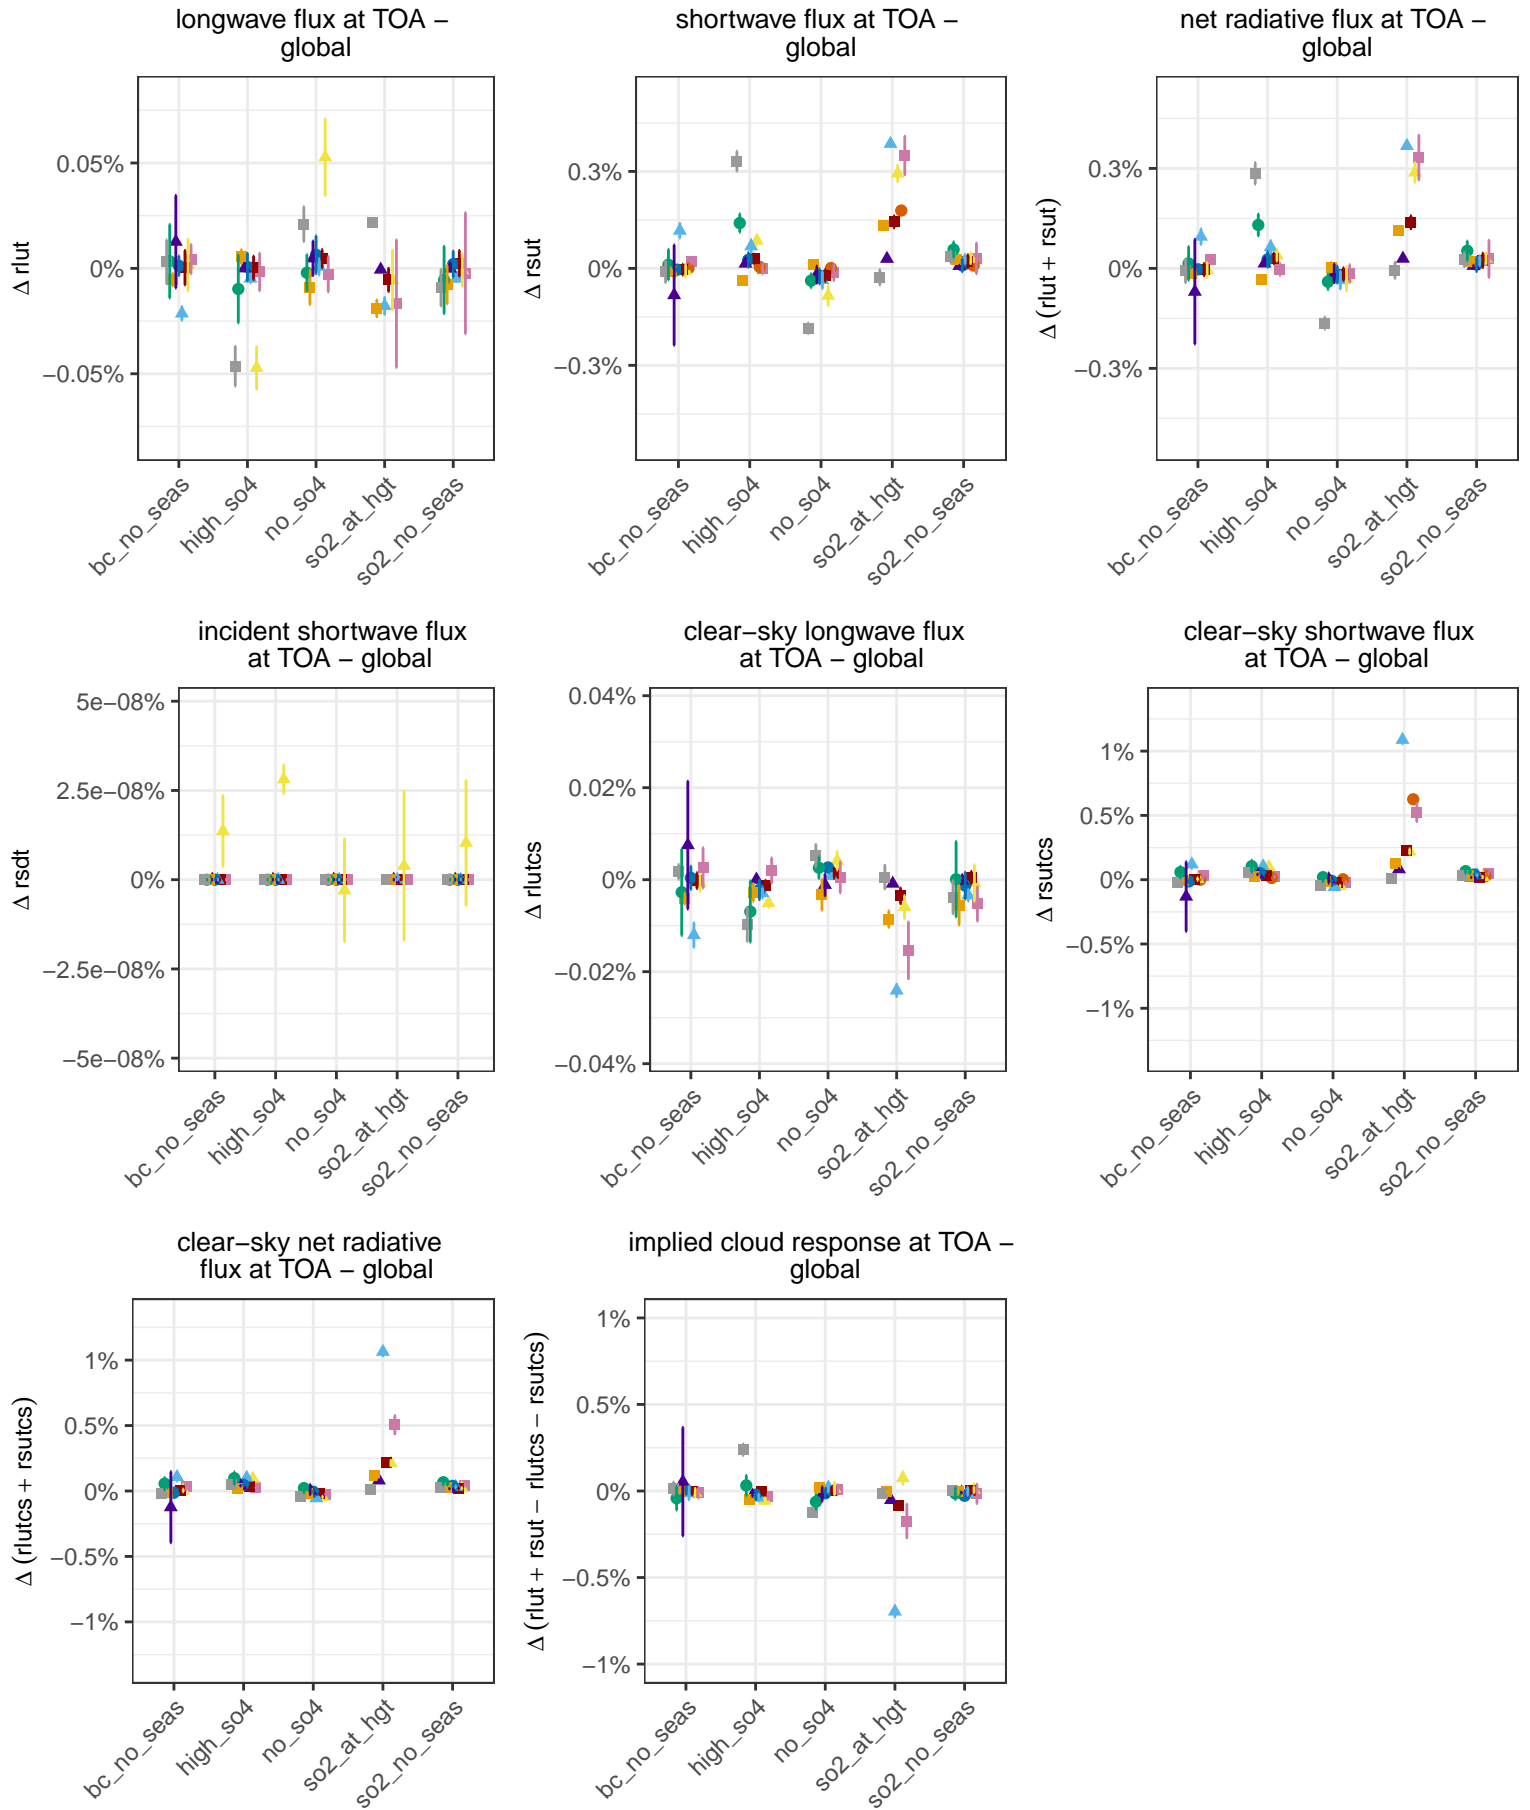 longwave flux at TOA –
global
Δ rlut
0.05%
0%
−0.05%
bc_no_seas
high_so4
no_so4
so2_at_hgt
so2_no_seas
shortwave flux at TOA –
global
Δ rsut
0.3%
0%
−0.3%
bc_no_seas
high_so4
no_so4
so2_at_hgt
so2_no_seas
net radiative flux at TOA –
global
Δ (rlut + rsut)
0.3%
0%
−0.3%
bc_no_seas
high_so4
no_so4
so2_at_hgt
so2_no_seas
incident shortwave flux
at TOA – global
Δ rsdt
5e−08%
2.5e−08%
0%
−2.5e−08%
−5e−08%
bc_no_seas
high_so4
no_so4
so2_at_hgt
so2_no_seas
clear−sky longwave flux
at TOA – global
Δ rlutcs
0.04%
0.02%
0%
−0.02%
−0.04%
bc_no_seas
high_so4
no_so4
so2_at_hgt
so2_no_seas
clear−sky shortwave flux
at TOA – global
Δ rsutcs
1%
0.5%
0%
−0.5%
−1%
bc_no_seas
high_so4
no_so4
so2_at_hgt
so2_no_seas
clear−sky net radiative
flux at TOA – global
Δ (rlutcs + rsutcs)
1%
0.5%
0%
−0.5%
−1%
bc_no_seas
high_so4
no_so4
so2_at_hgt
so2_no_seas
implied cloud response at TOA –
global
Δ (rlut + rsut − rlutcs − rsutcs)
1%
0.5%
0%
−0.5%
−1%
bc_no_seas
high_so4
no_so4
so2_at_hgt
so2_no_seas